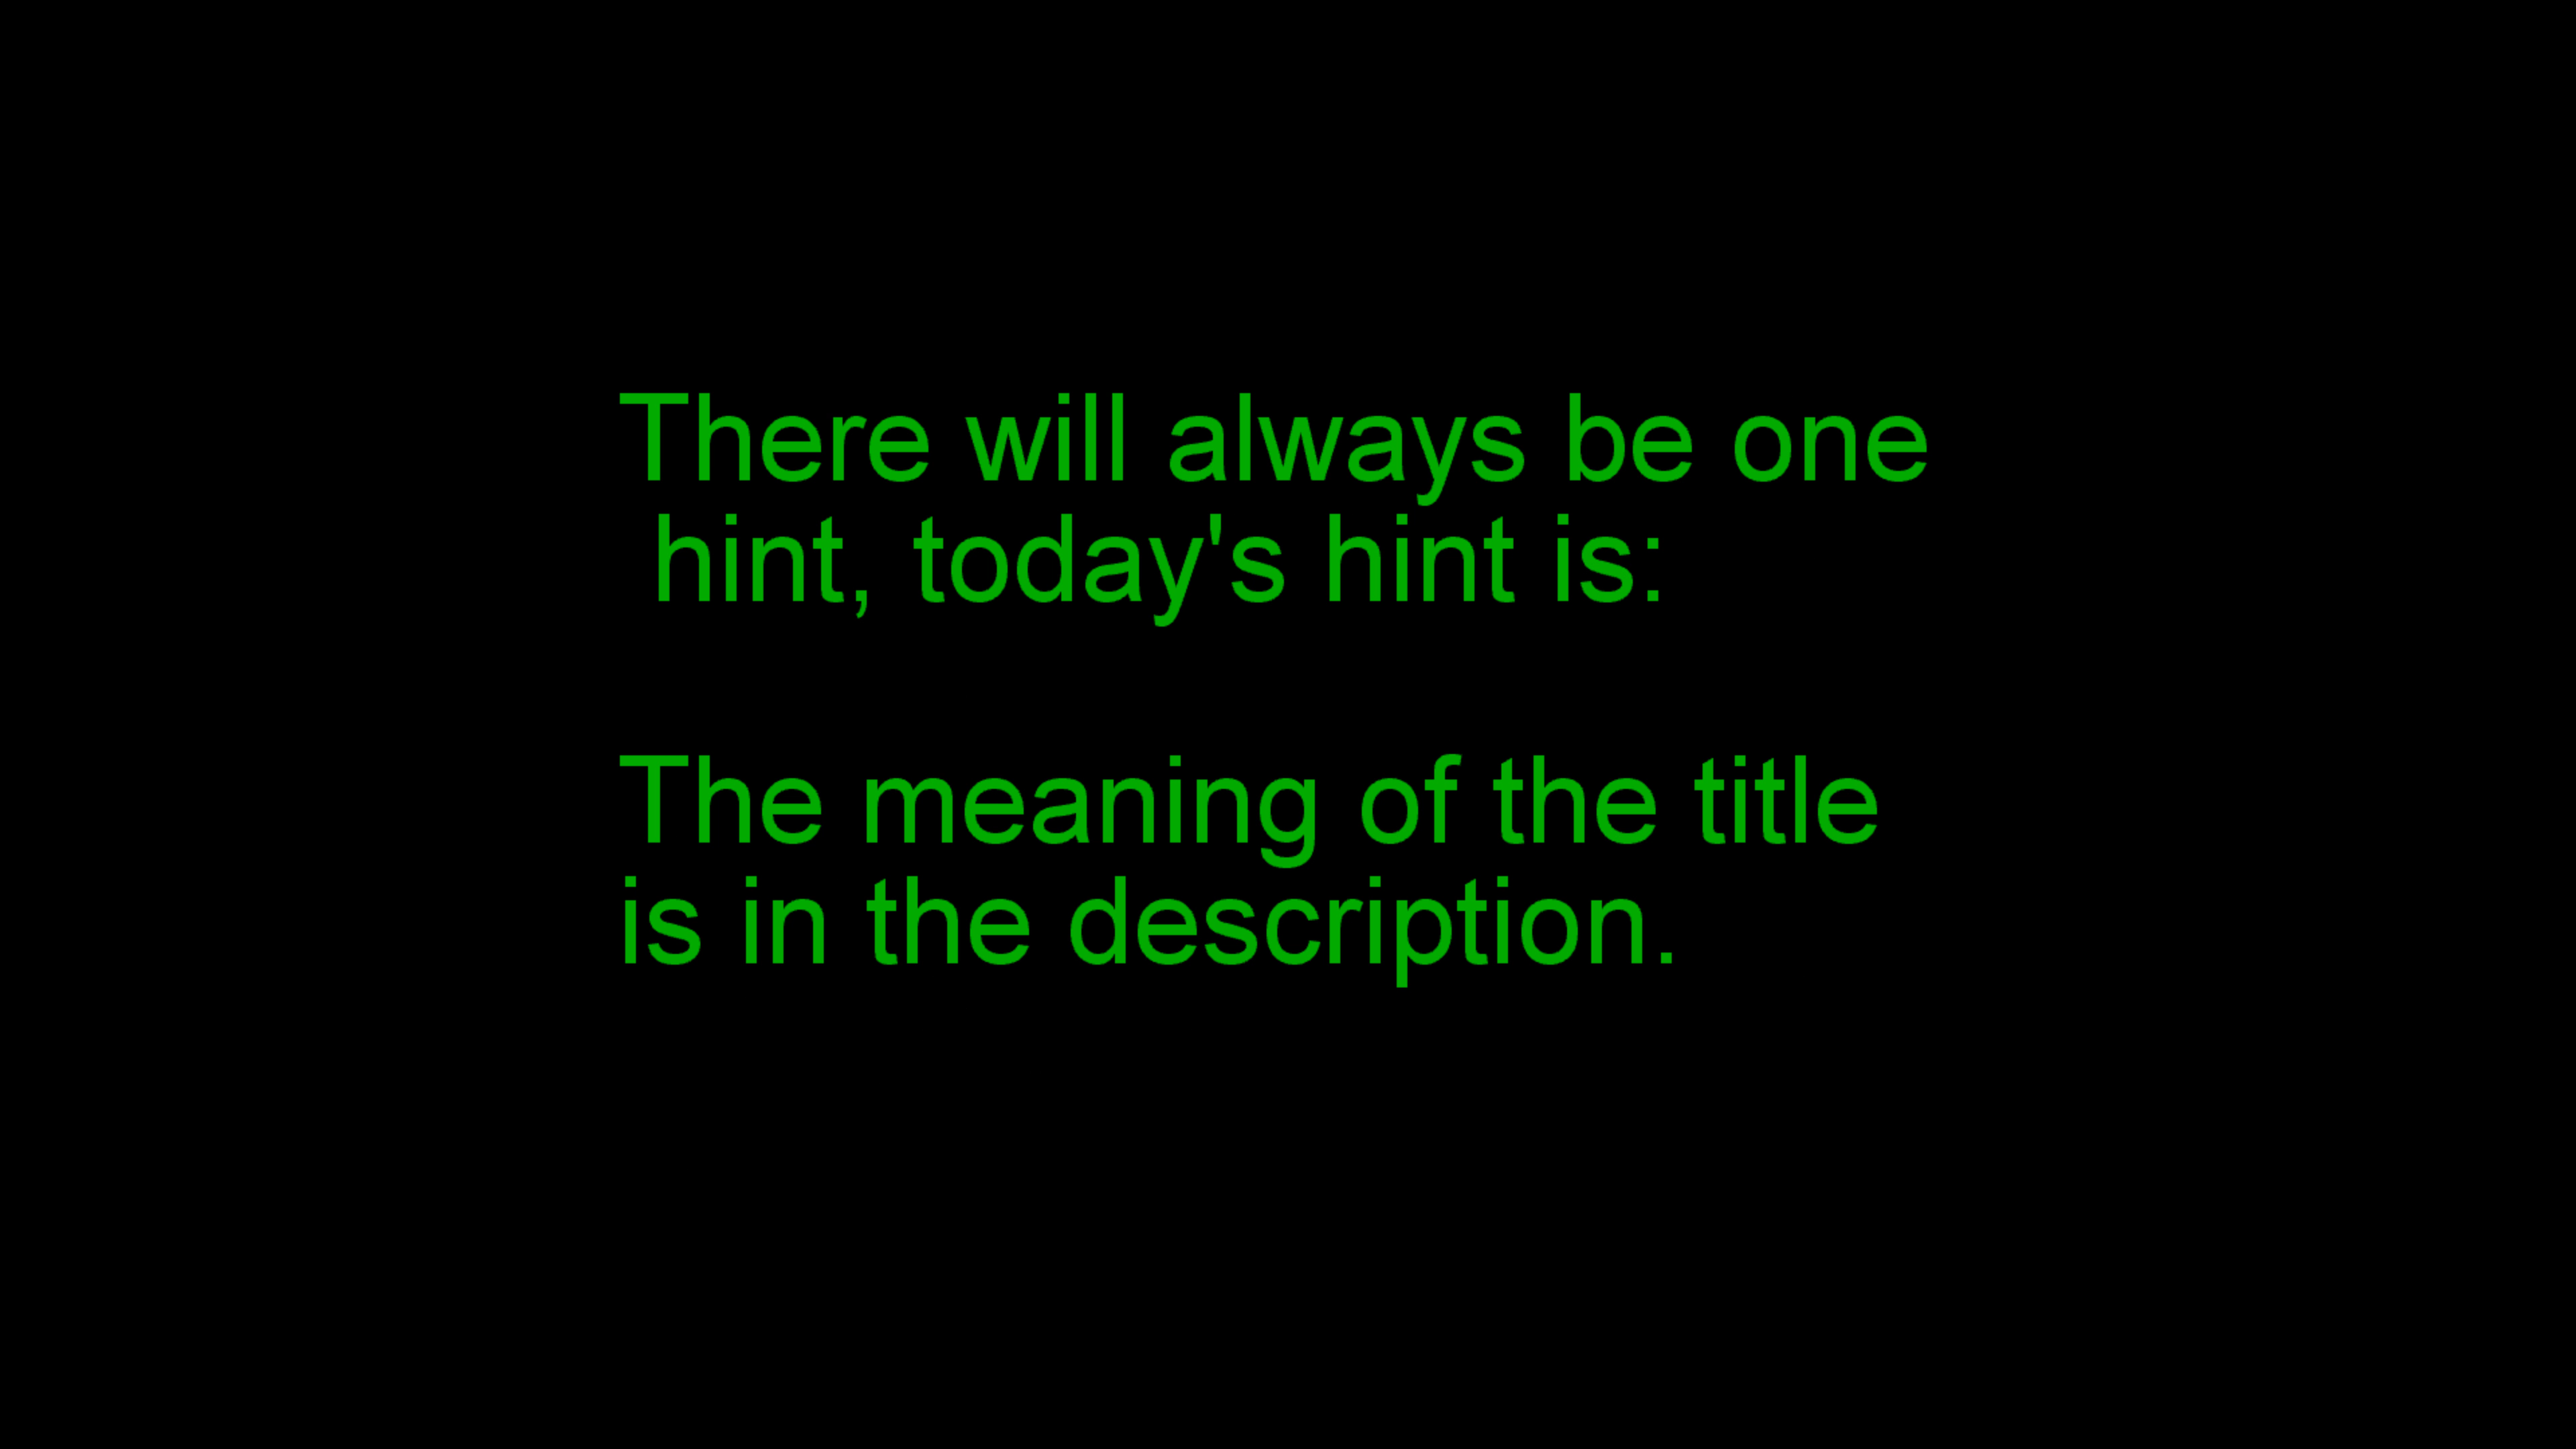 There will always be one
hint, today's hint is:
The meaning of the title
is in the description.